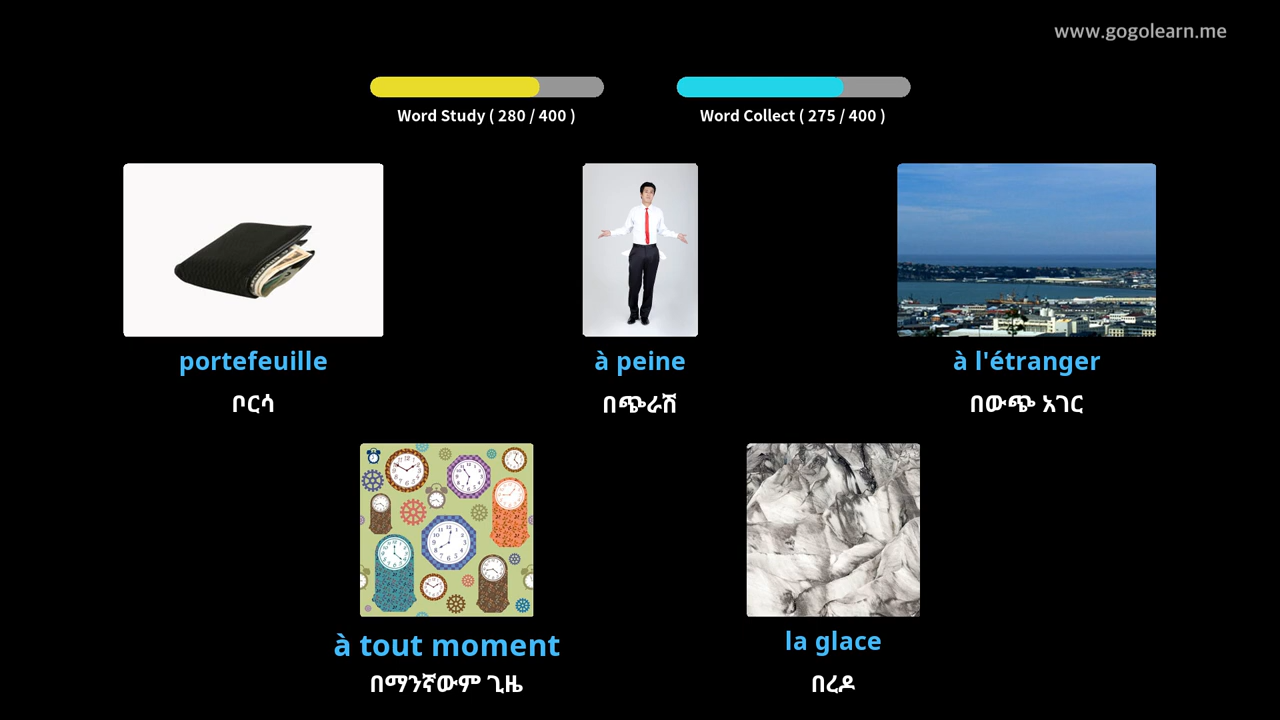 www.gogolearn.me
Word Study ( 280 / 400 )
Word Collect ( 275 / 400 )
portefeuille
ቦርሳ
à peine
በጭራሽ
à l'étranger
በውጭ አገር
à tout moment
በማንኛውም ጊዜ
la glace
በረዶ